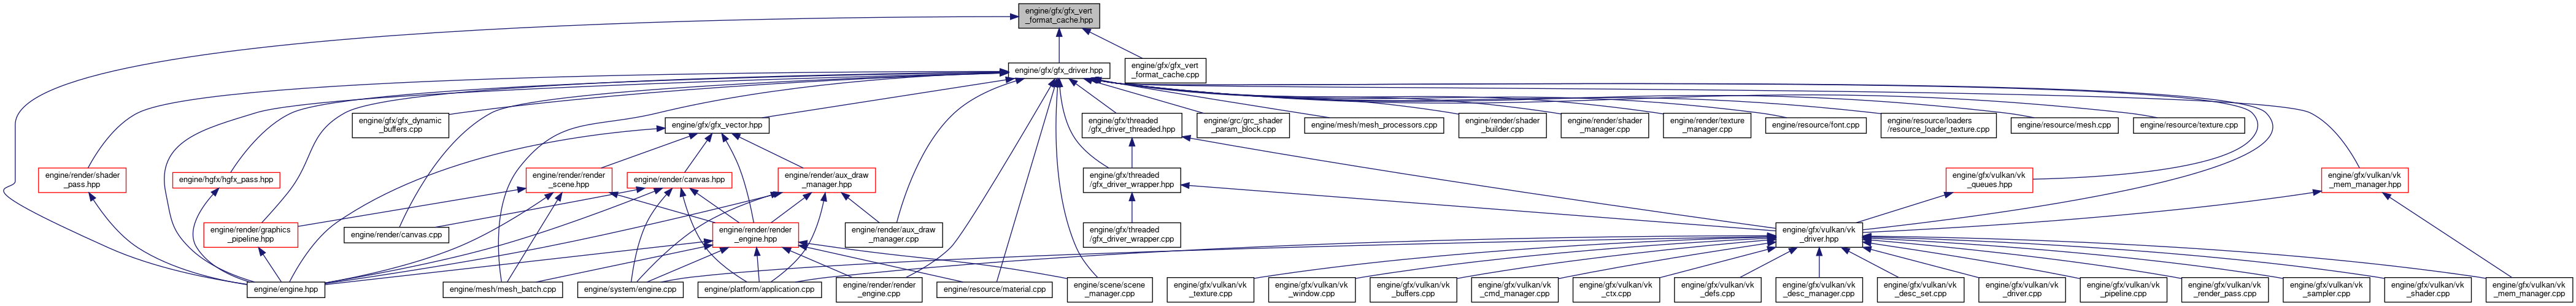 engine/gfx/gfx_vert
_format_cache.hpp
engine/gfx/gfx_driver.hpp
engine/gfx/gfx_vert
_format_cache.cpp
engine/gfx/gfx_dynamic
_buffers.cpp
engine/gfx/gfx_vector.hpp
engine/gfx/threaded
/gfx_driver_threaded.hpp
engine/grc/grc_shader
_param_block.cpp
engine/mesh/mesh_processors.cpp
engine/render/shader
_builder.cpp
engine/render/shader
_manager.cpp
engine/render/texture
_manager.cpp
engine/resource/font.cpp
engine/resource/loaders
/resource_loader_texture.cpp
engine/resource/mesh.cpp
engine/resource/texture.cpp
engine/render/shader
_pass.hpp
engine/hgfx/hgfx_pass.hpp
engine/render/render
_scene.hpp
engine/render/canvas.hpp
engine/render/aux_draw
_manager.hpp
engine/gfx/threaded
/gfx_driver_wrapper.hpp
engine/gfx/vulkan/vk
_queues.hpp
engine/gfx/vulkan/vk
_mem_manager.hpp
engine/render/graphics
_pipeline.hpp
engine/render/canvas.cpp
engine/render/render
_engine.hpp
engine/render/aux_draw
_manager.cpp
engine/gfx/threaded
/gfx_driver_wrapper.cpp
engine/gfx/vulkan/vk
_driver.hpp
engine/engine.hpp
engine/mesh/mesh_batch.cpp
engine/system/engine.cpp
engine/platform/application.cpp
engine/render/render
_engine.cpp
engine/resource/material.cpp
engine/scene/scene
_manager.cpp
engine/gfx/vulkan/vk
_texture.cpp
engine/gfx/vulkan/vk
_window.cpp
engine/gfx/vulkan/vk
_buffers.cpp
engine/gfx/vulkan/vk
_cmd_manager.cpp
engine/gfx/vulkan/vk
_ctx.cpp
engine/gfx/vulkan/vk
_defs.cpp
engine/gfx/vulkan/vk
_desc_manager.cpp
engine/gfx/vulkan/vk
_desc_set.cpp
engine/gfx/vulkan/vk
_driver.cpp
engine/gfx/vulkan/vk
_pipeline.cpp
engine/gfx/vulkan/vk
_render_pass.cpp
engine/gfx/vulkan/vk
_sampler.cpp
engine/gfx/vulkan/vk
_shader.cpp
engine/gfx/vulkan/vk
_mem_manager.cpp